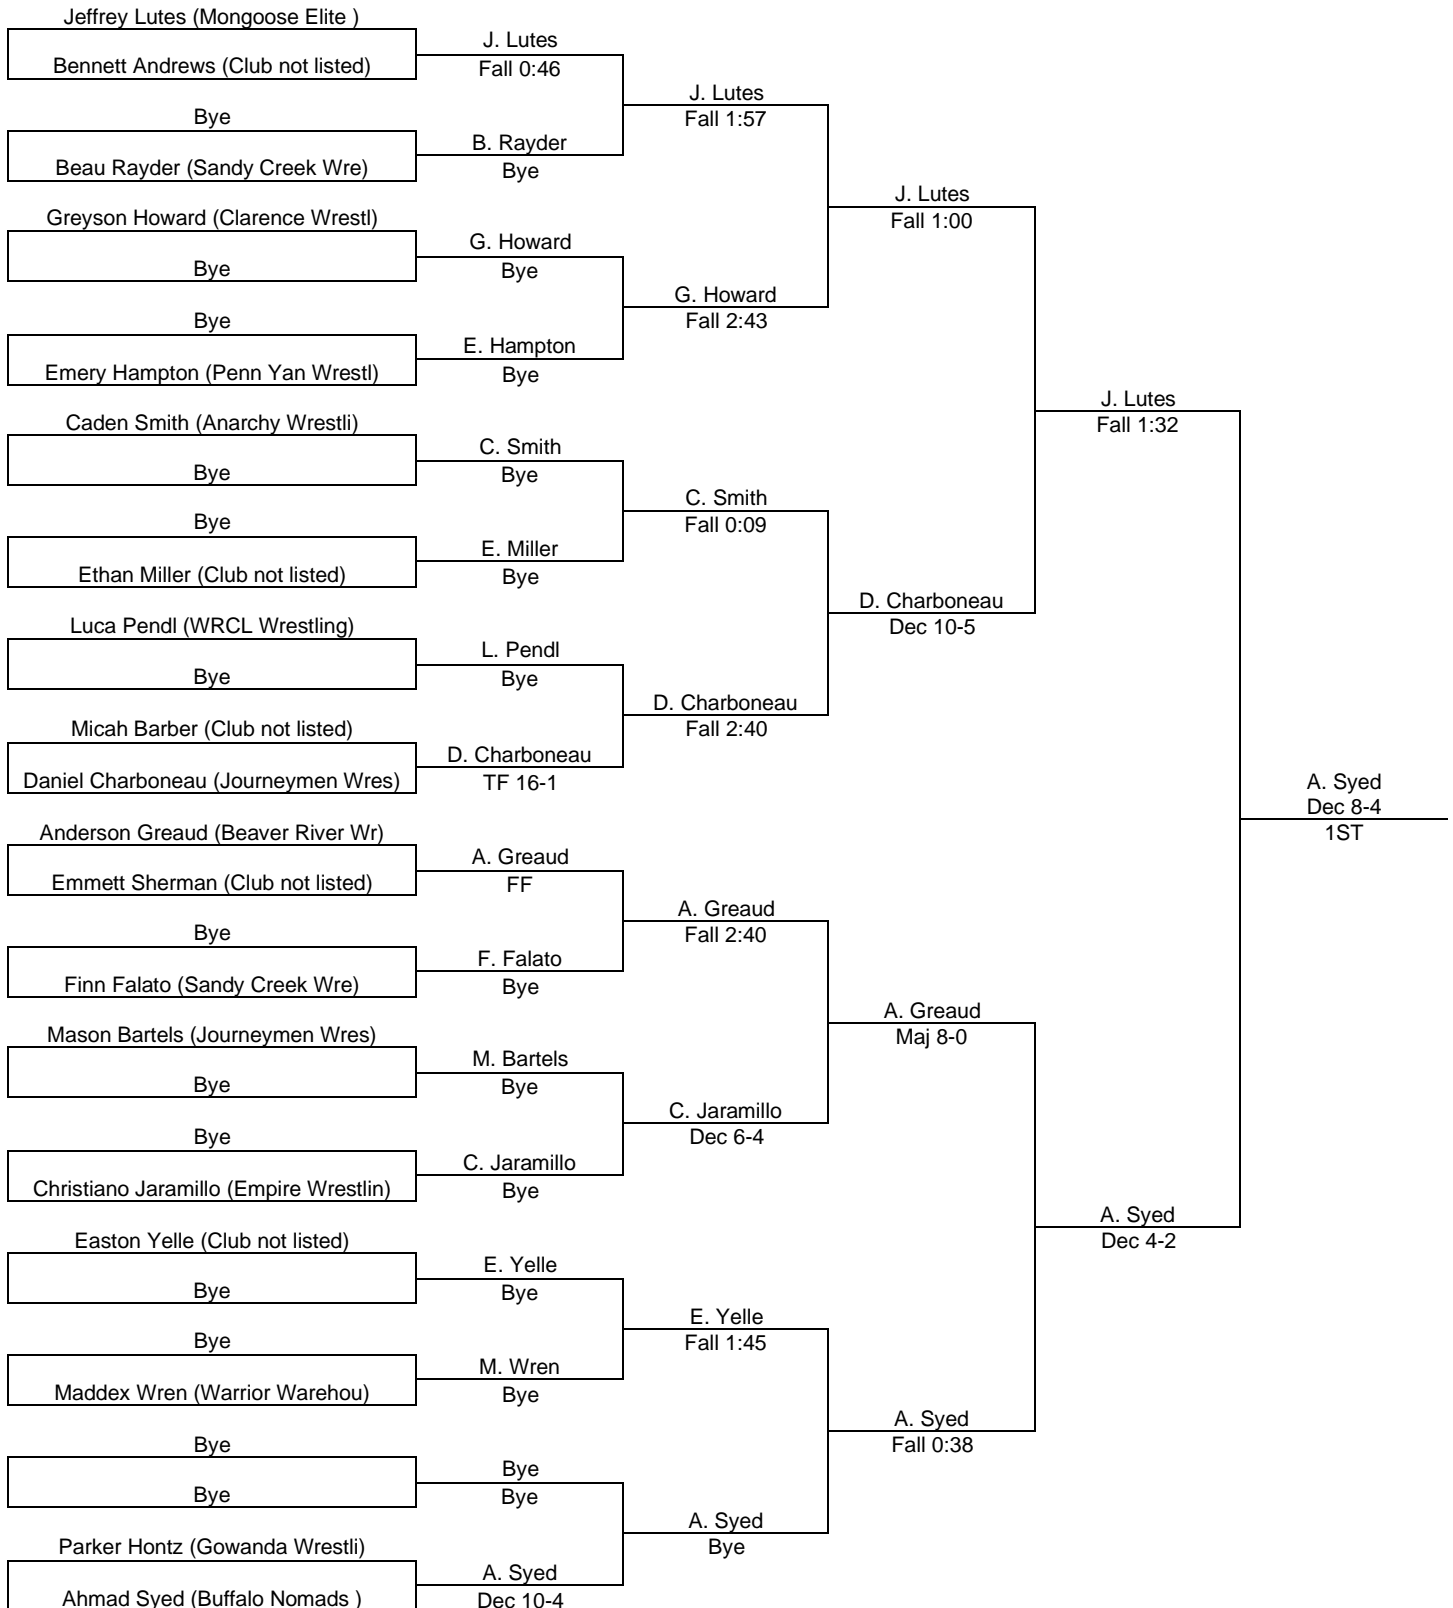 Jeffrey Lutes (Mongoose Elite )
Bennett Andrews (Club not listed)
Bye
Beau Rayder (Sandy Creek Wre)
Greyson Howard (Clarence Wrestl)
Bye
Bye
Emery Hampton (Penn Yan Wrestl)
Caden Smith (Anarchy Wrestli)
Bye
Bye
Ethan Miller (Club not listed)
Luca Pendl (WRCL Wrestling)
Bye
Micah Barber (Club not listed)
Daniel Charboneau (Journeymen Wres)
Anderson Greaud (Beaver River Wr)
Emmett Sherman (Club not listed)
Bye
Finn Falato (Sandy Creek Wre)
Mason Bartels (Journeymen Wres)
Bye
Bye
Christiano Jaramillo (Empire Wrestlin)
Easton Yelle (Club not listed)
Bye
Bye
Maddex Wren (Warrior Warehou)
Bye
Bye
Parker Hontz (Gowanda Wrestli)
Ahmad Syed (Buffalo Nomads )
J. Lutes
Fall 0:46
B. Rayder
Bye
G. Howard
Bye
E. Hampton
Bye
C. Smith
Bye
E. Miller
Bye
L. Pendl
Bye
D. Charboneau
TF 16-1
A. Greaud
FF
F. Falato
Bye
M. Bartels
Bye
C. Jaramillo
Bye
E. Yelle
Bye
M. Wren
Bye
Bye
Bye
A. Syed
Dec 10-4
J. Lutes
Fall 1:57
G. Howard
Fall 2:43
C. Smith
Fall 0:09
D. Charboneau
Fall 2:40
A. Greaud
Fall 2:40
C. Jaramillo
Dec 6-4
E. Yelle
Fall 1:45
A. Syed
Bye
J. Lutes
Fall 1:00
D. Charboneau
Dec 10-5
A. Greaud
Maj 8-0
A. Syed
Fall 0:38
J. Lutes
Fall 1:32
A. Syed
Dec 4-2
A. Syed
Dec 8-4
1ST